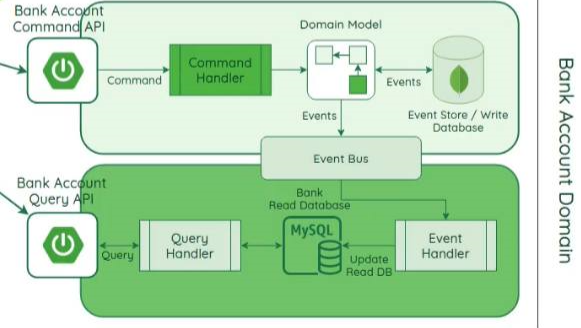 Bank Account
Command API
Command
Command
Handler
Domain Model
Events
Events
Event Store / Write
Database
Event Bus
Bank Account
Query API
Query
Query
Handler
Bank
Read Database
MySQL
Update
Read DB
Event
Handler
Bank Account Domain